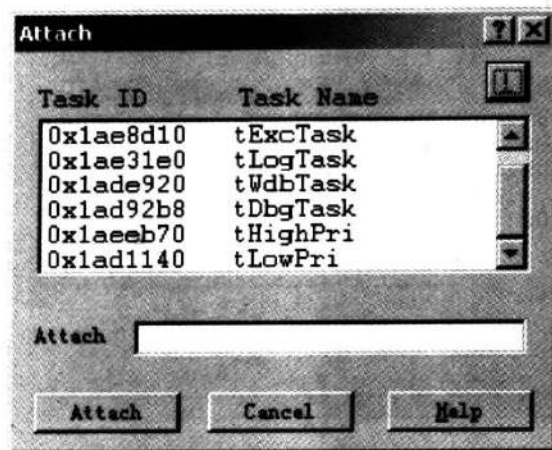 Attach
Task ID Task Name
0x1ae8d10 tExcTask
0x1ae31e0 tLogTask
0x1ade920 tWdbTask
0x1ad92b8 tDbgTask
0x1aeeb70 tHighPri
0x1ad1140 tLowPri
Attach
Attach Cancel Help